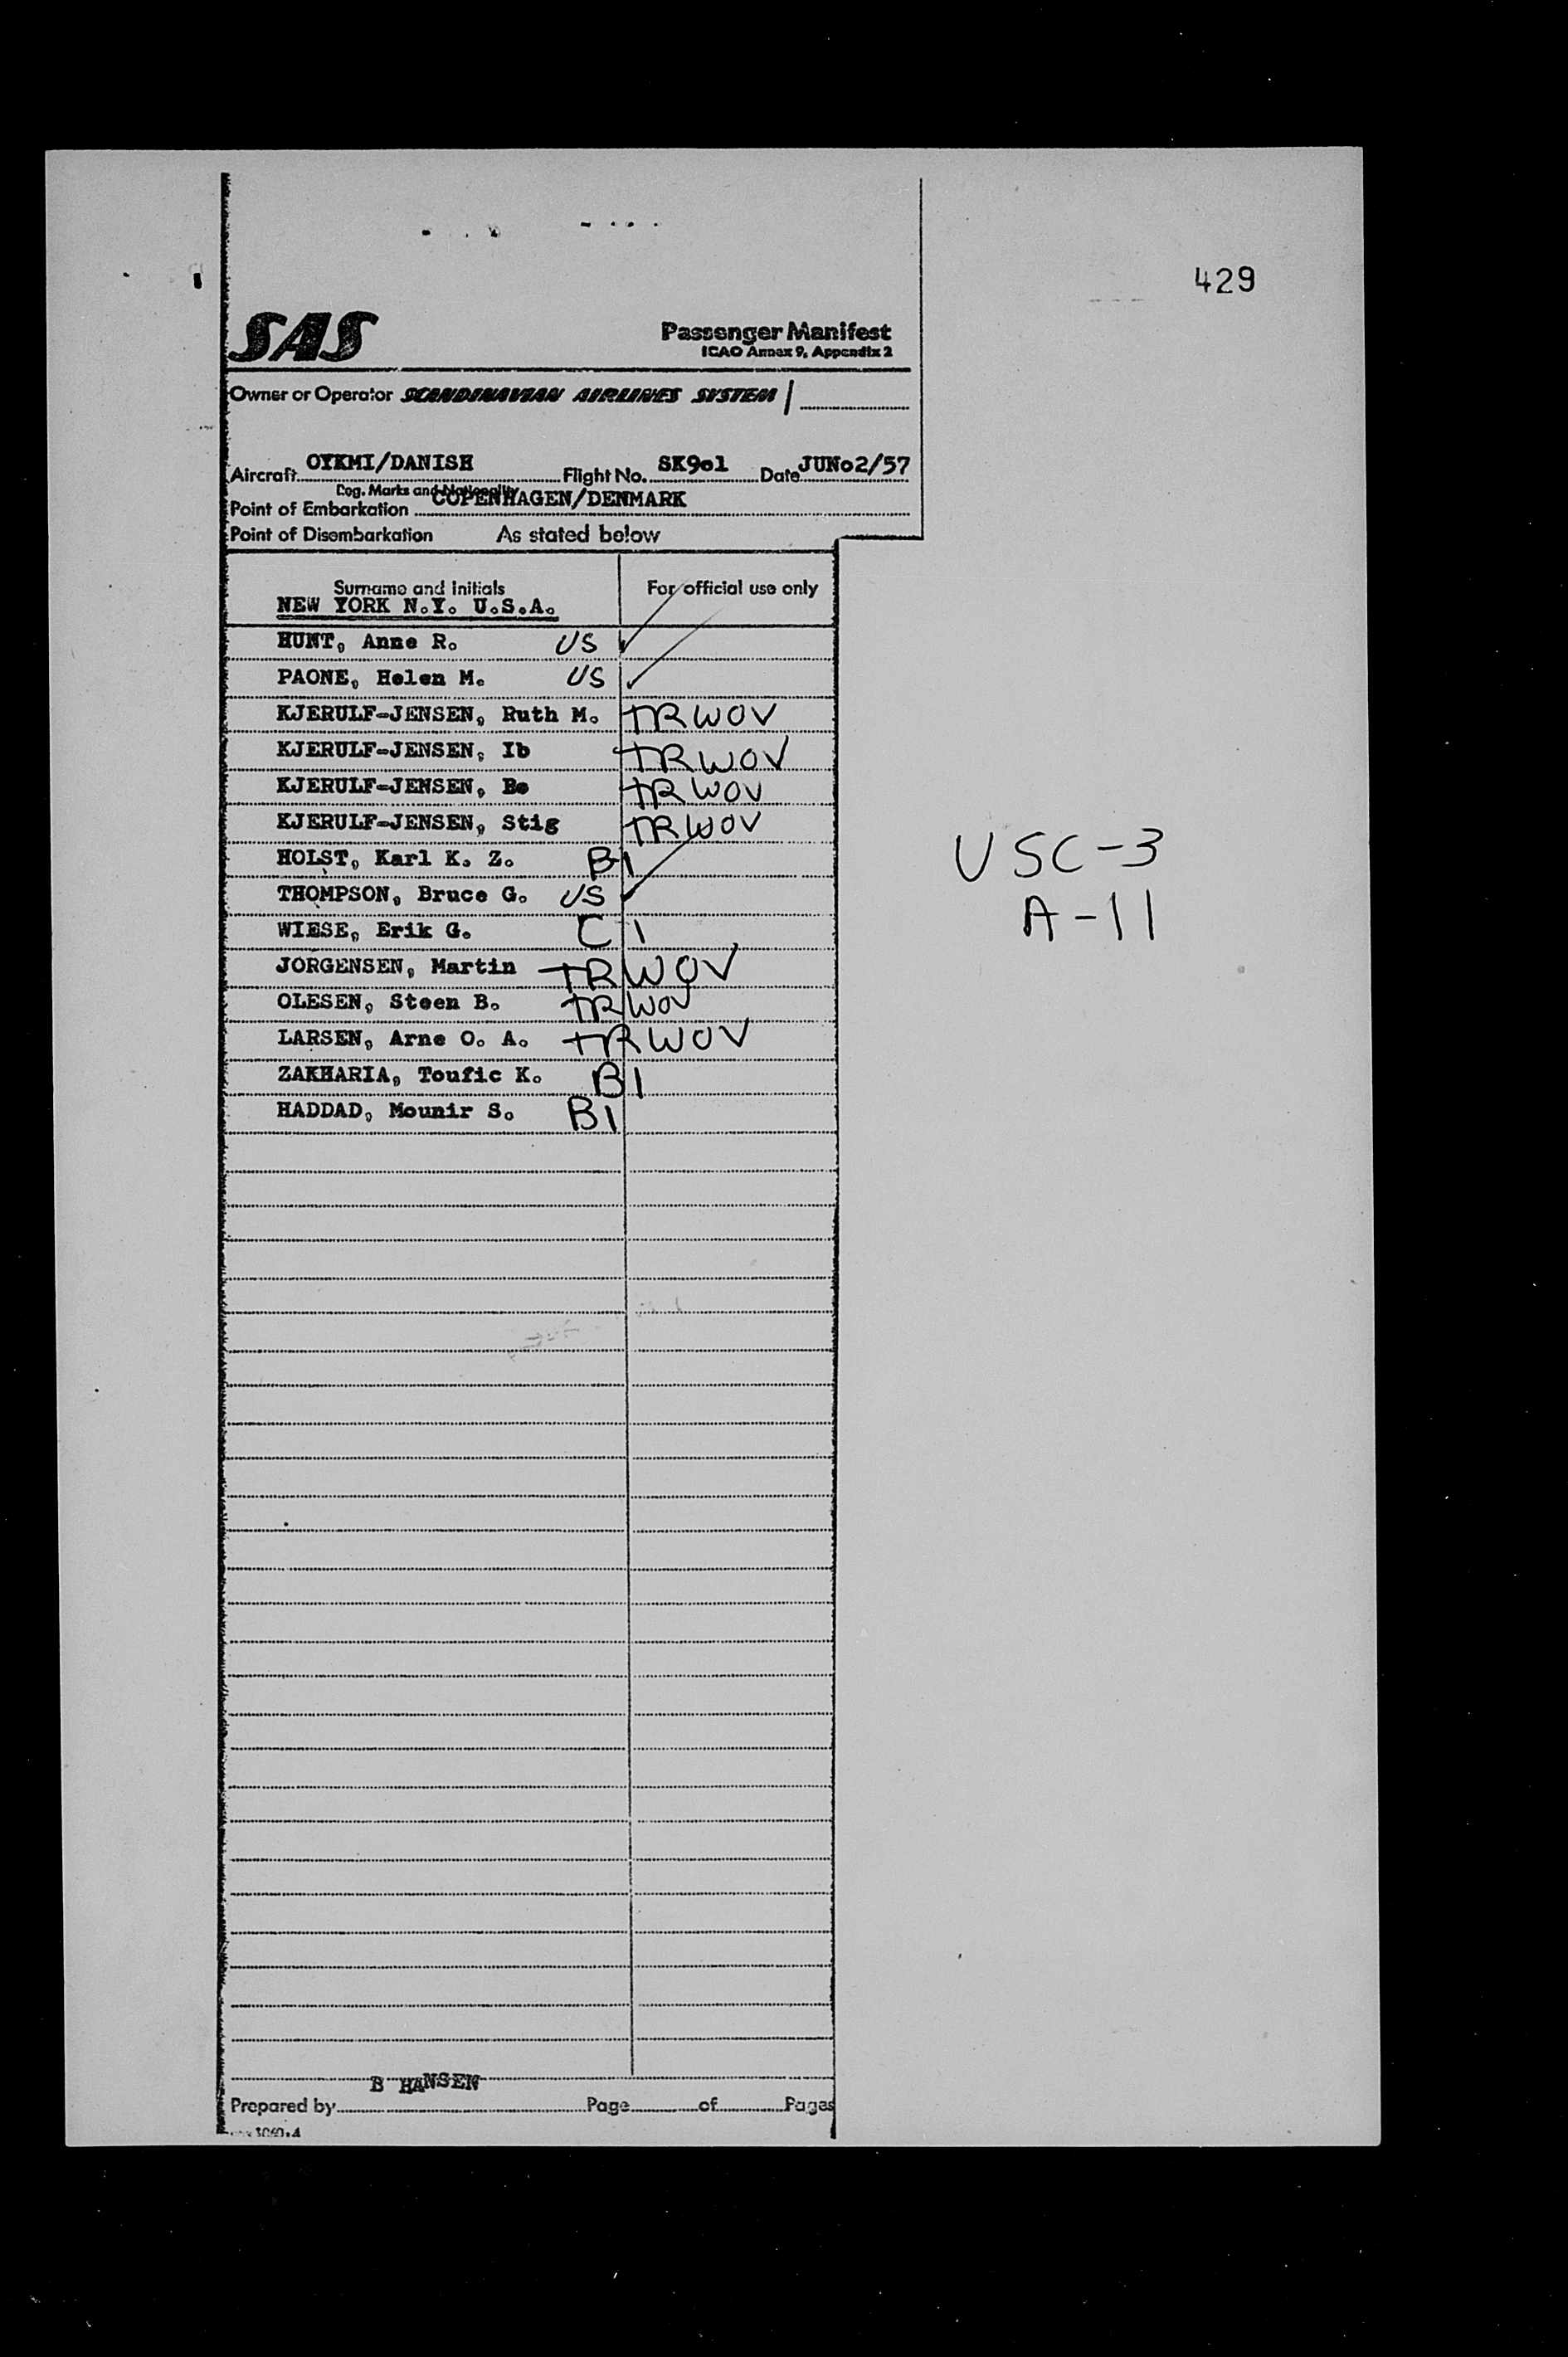 429
SAS
Passenger Manifest
ICAO Annex 9, Appendix 2
Owner or Operator SCANDINAVIAN AIRLINES SYSTEM
Aircraft OYKMI/DANISH Flight No. SK9o1 Date JUNo2/57
Marks and Nationality
Point of Embarkation COPENHAGEN/DENMARK
Point of Disembarkation As stated below
Surname and Initials For official use only
NEW YORK N.Y. U.S.A.
HUNT, Anne R. US ✓
PAONE, Helen M. US ✓
KJERULF-JENSEN, Ruth M. TRWOV
KJERULF-JENSEN, Ib TRWOV
KJERULF-JENSEN, Bo TRWOV
KJERULF-JENSEN, Stig TRWOV
HOLST, Karl K. Z. B1
THOMPSON, Bruce G. US ✓
WIESE, Erik G. C1
JORGENSEN, Martin TRWOV
OLESEN, Steen B. TRWOV
LARSEN, Arne O. A. TRWOV
ZAKHARIA, Toufic K. B1
HADDAD, Mounir S. B1
USC-3
A-11
B HANSEN
Prepared by Page of Pages